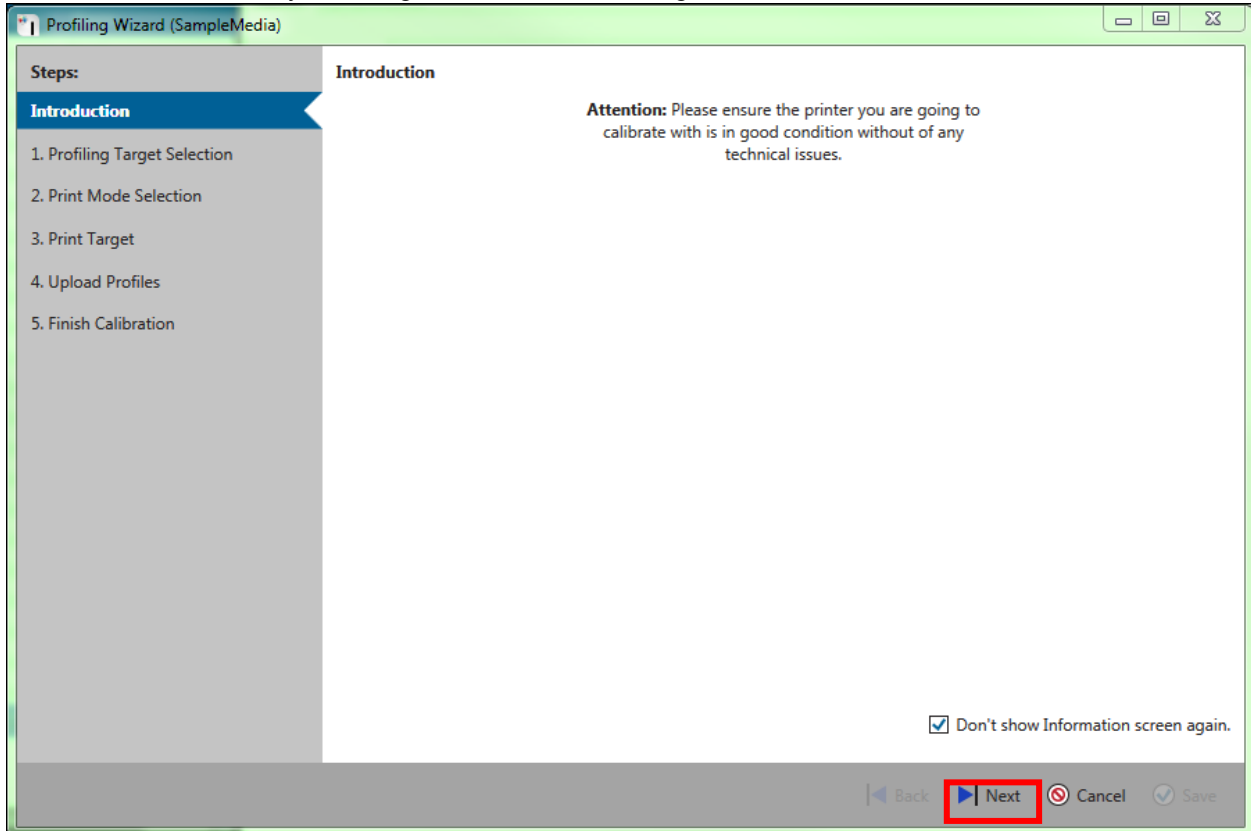 Profiling Wizard (SampleMedia)
Steps:
Introduction
1. Profiling Target Selection
2. Print Mode Selection
3. Print Target
4. Upload Profiles
5. Finish Calibration
Introduction
Attention: Please ensure the printer you are going to
calibrate with is in good condition without of any
technical issues.
Don't show Information screen again.
Back Next Cancel Save